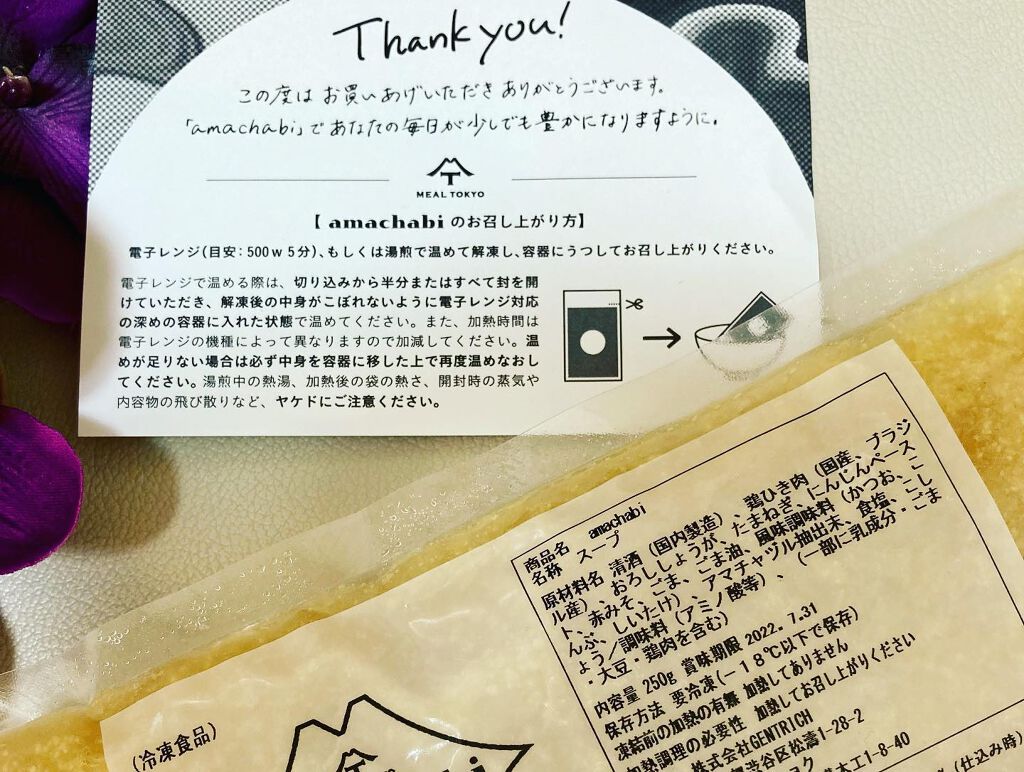 Thank you!
この度は お買いあげいただき ありがとうございます。
「amachabi」で あなたの毎日が 少しでも豊かになりますように。
MEAL TOKYO
【 amachabi のお召し上がり方】
電子レンジ(目安：500w 5分)、もしくは湯煎で温めて解凍し、容器にうつしてお召し上がりください。
電子レンジで温める際は、切り込みから半分またはすべて封を開
けていただき、解凍後の中身がこぼれないように電子レンジ対応
の深めの容器に入れた状態で温めてください。また、加熱時間は
電子レンジの機種によって異なりますので加減してください。温
めが足りない場合は必ず中身を容器に移した上で再度温めなおし
てください。湯煎中の熱湯、加熱後の袋の熱さ、開封時の蒸気や
内容物の飛び散りなど、ヤケドにご注意ください。
商品名 amachabi
名称 スープ
原材料名 清酒（国内製造）、鶏ひき肉（国産、ブラジ
ル産）、おろししょうが、たまねぎ、にんじんペース
ト、赤みそ、ごま、ごま油、風味調味料（かつお、こ
んぶ、しいたけ）、アマチャヅル抽出末、食塩、こし
ょう／調味料（アミノ酸等）、（一部に乳成分・ごま
・大豆・鶏肉を含む）
内容量 250g 賞味期限 2022.7.31
保存方法 要冷凍（－18℃以下で保存）
凍結前の加熱の有無 加熱してありません
加熱調理の必要性 加熱してお召し上がりください
株式会社GENTRICH
渋谷区松濤1-28-2
木工1-8-40
（仕込み時）
（冷凍食品）